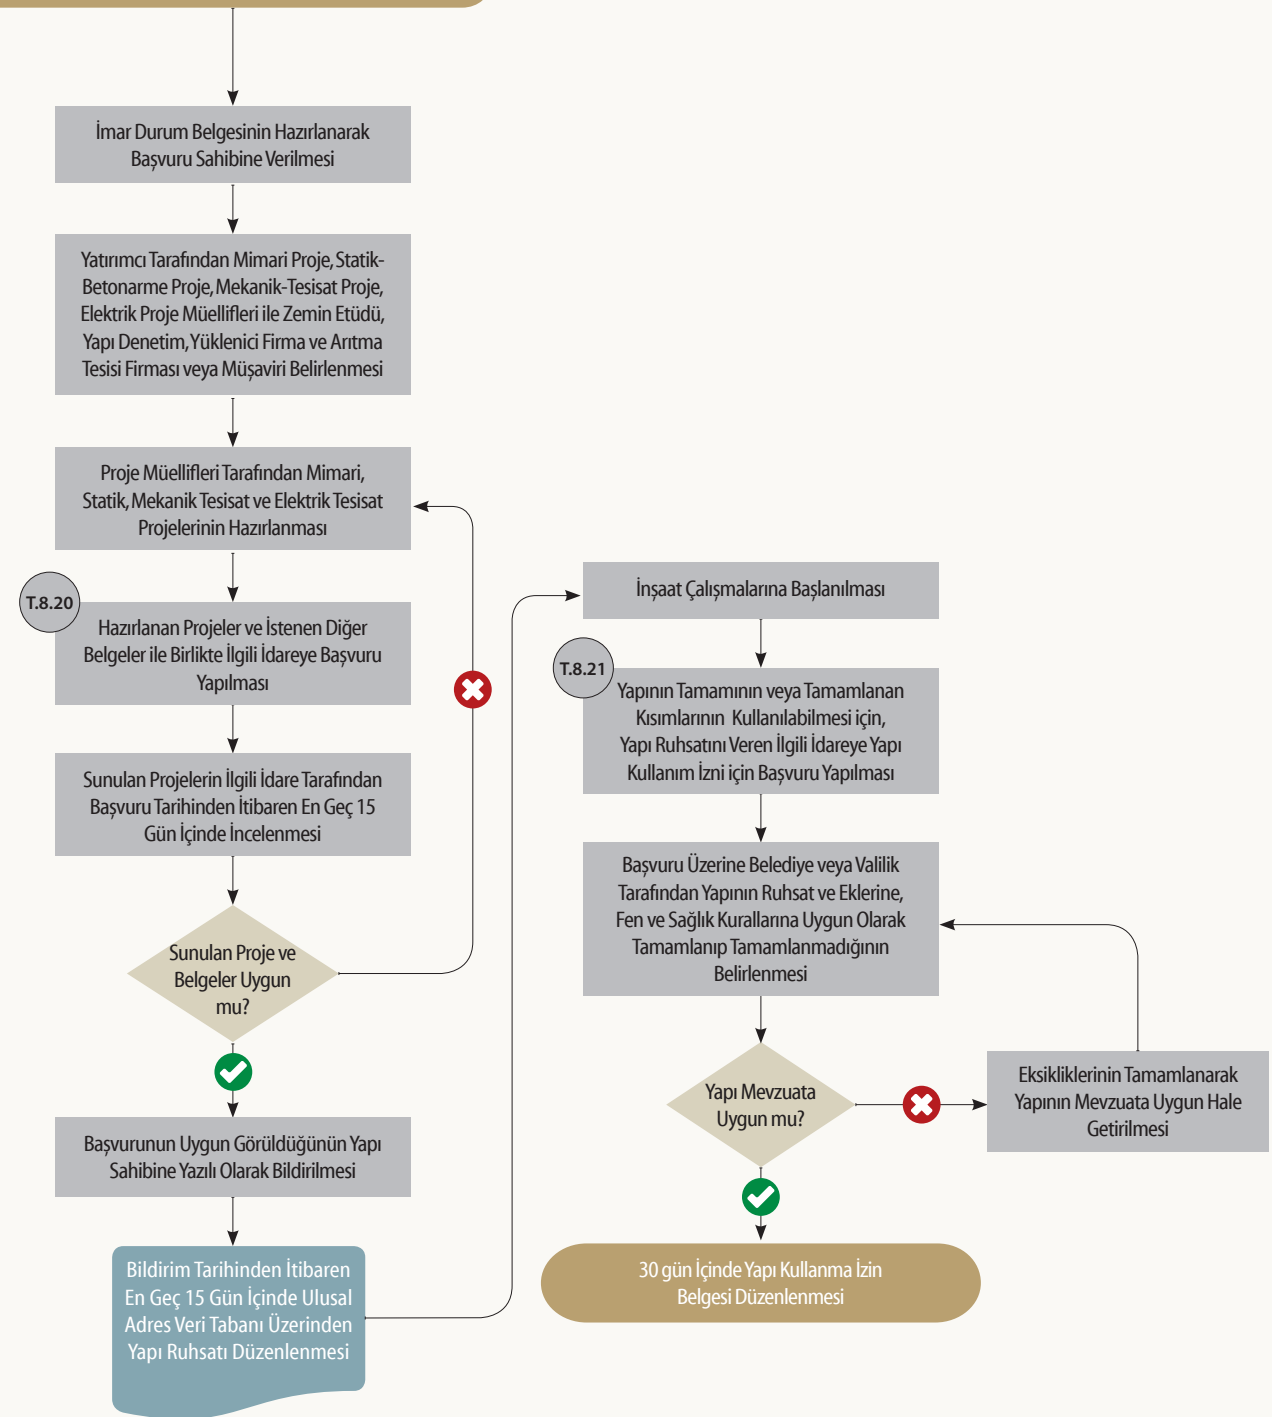 İmar Durum Belgesinin Hazırlanarak
Başvuru Sahibine Verilmesi
Yatırımcı Tarafından Mimari Proje, Statik-
Betonarme Proje, Mekanik-Tesisat Proje,
Elektrik Proje Müellifleri ile Zemin Etüdü,
Yapı Denetim, Yüklenici Firma ve Arıtma
Tesisi Firması veya Müşaviri Belirlenmesi
Proje Müellifleri Tarafından Mimari,
Statik, Mekanik Tesisat ve Elektrik Tesisat
Projelerinin Hazırlanması
T.8.20
Hazırlanan Projeler ve İstenen Diğer
Belgeler ile Birlikte İlgili İdareye Başvuru
Yapılması
Sunulan Projelerin İlgili İdare Tarafından
Başvuru Tarihinden İtibaren En Geç 15
Gün İçinde İncelenmesi
Sunulan Proje ve
Belgeler Uygun
mu?
Başvurunun Uygun Görüldüğünün Yapı
Sahibine Yazılı Olarak Bildirilmesi
Bildirim Tarihinden İtibaren
En Geç 15 Gün İçinde Ulusal
Adres Veri Tabanı Üzerinden
Yapı Ruhsatı Düzenlenmesi
İnşaat Çalışmalarına Başlanılması
T.8.21
Yapının Tamamının veya Tamamlanan
Kısımlarının Kullanılabilmesi için,
Yapı Ruhsatını Veren İlgili İdareye Yapı
Kullanım İzni için Başvuru Yapılması
Başvuru Üzerine Belediye veya Valilik
Tarafından Yapının Ruhsat ve Eklerine,
Fen ve Sağlık Kurallarına Uygun Olarak
Tamamlanıp Tamamlanmadığının
Belirlenmesi
Yapı Mevzuata
Uygun mu?
Eksikliklerinin Tamamlanarak
Yapının Mevzuata Uygun Hale
Getirilmesi
30 gün İçinde Yapı Kullanma İzin
Belgesi Düzenlenmesi